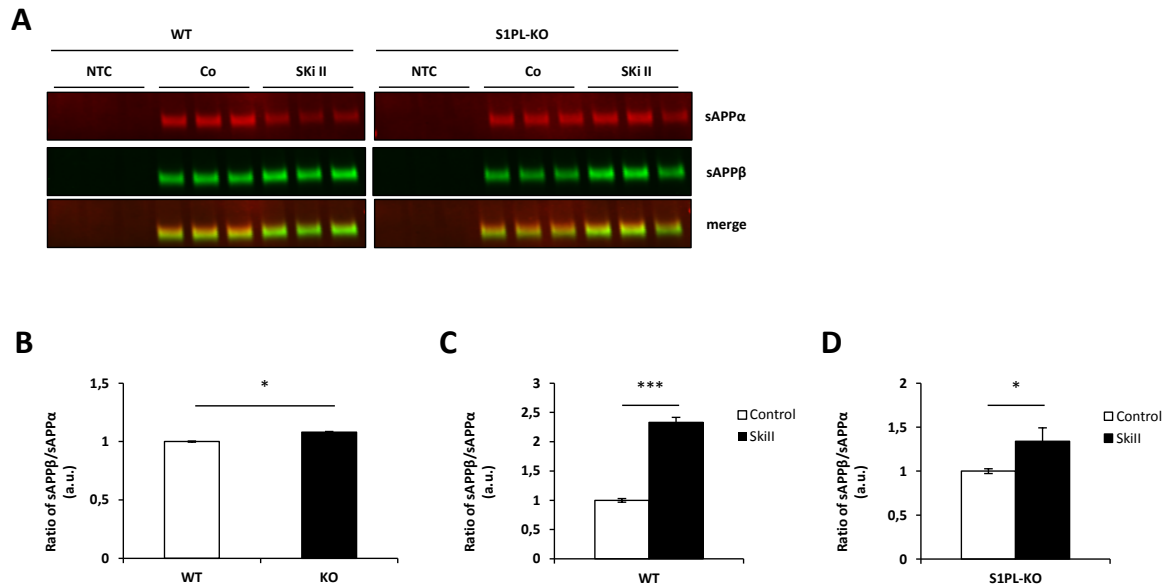 A
WT
S1PL-KO
NTC Co SKi II NTC Co SKi II
sAPPα
sAPPβ
merge
B
Ratio of sAPPβ/sAPPα
(a.u.)
1,5
1
0,5
0
*
WT KO
C
Ratio of sAPPβ/sAPPα
(a.u.)
3
2,5
2
1,5
1
0,5
0
***
WT
Control
SkiII
D
Ratio of sAPPβ/sAPPα
(a.u.)
2
1,5
1
0,5
0
*
S1PL-KO
Control
SkiII